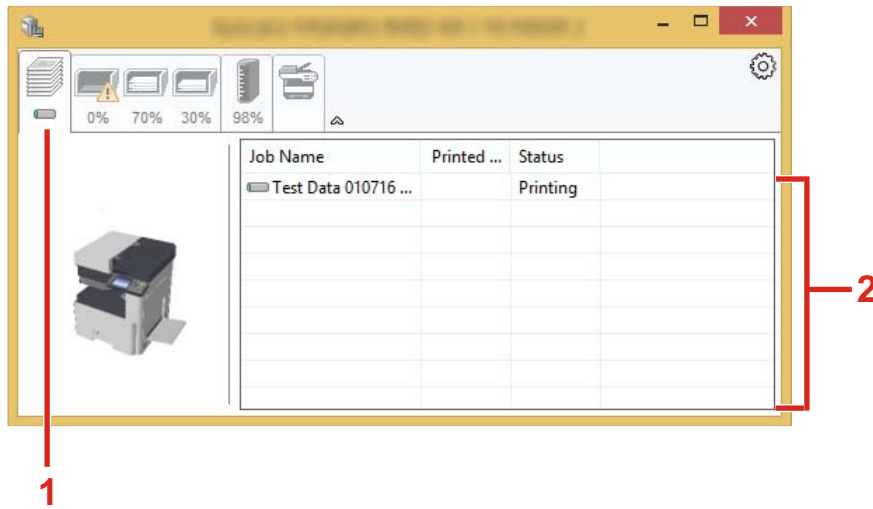 0% 70% 30% 98%
Job Name Printed ... Status
Test Data 010716 ... Printing
2
1